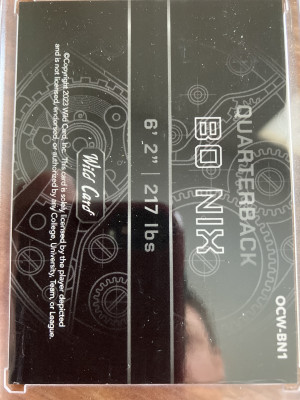 OCW-BN1
QUARTERBACK
BO NIX
6' 2" | 217 lbs
Wild Card
©Copyright 2023 Wild Card, Inc. This card is solely licensed by the player depicted
and is not licensed, endorsed, or authorized by any College, University, Team, or League.